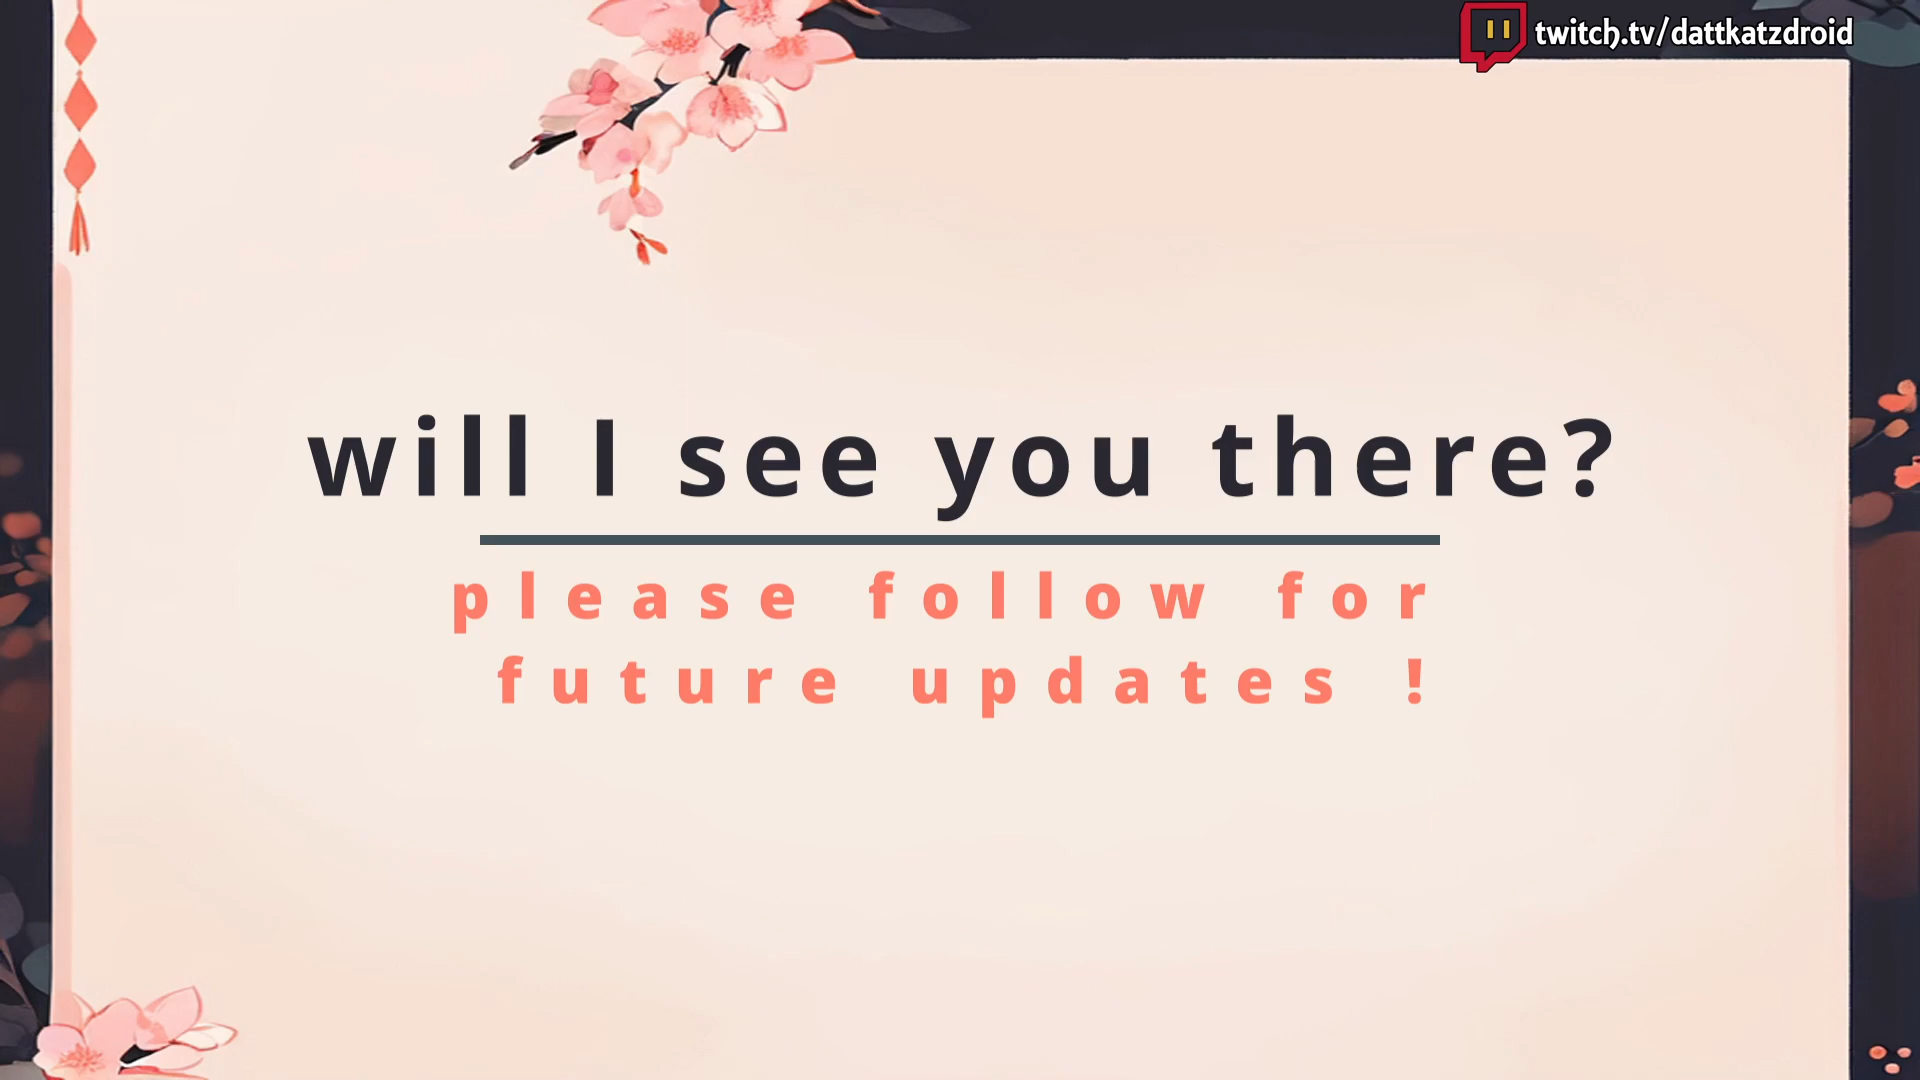 twitch.tv/dattkatzdroid
will I see you there?
please follow for
future updates !